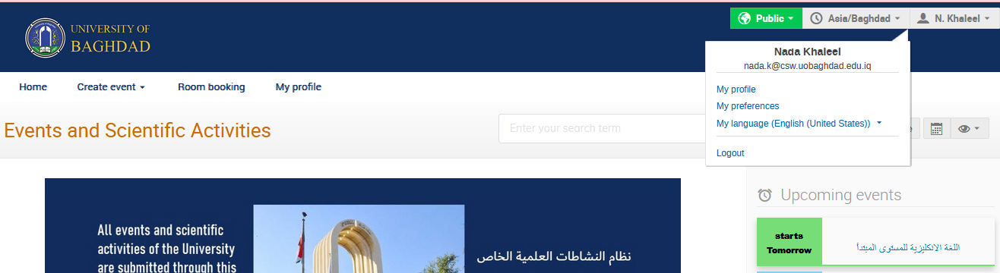 UNIVERSITY OF
BAGHDAD
Public
Asia/Baghdad
N. Khaleel
Nada Khaleel
nada.k@csw.uobaghdad.edu.iq
My profile
My preferences
My language (English (United States))
Logout
Home
Create event
Room booking
My profile
Events and Scientific Activities
Enter your search term
All events and scientific
activities of the University
are submitted through this
نظام النشاطات العلمية الخاص
Upcoming events
starts
Tomorrow
اللغة الانكليزية للمستوى المبتدأ